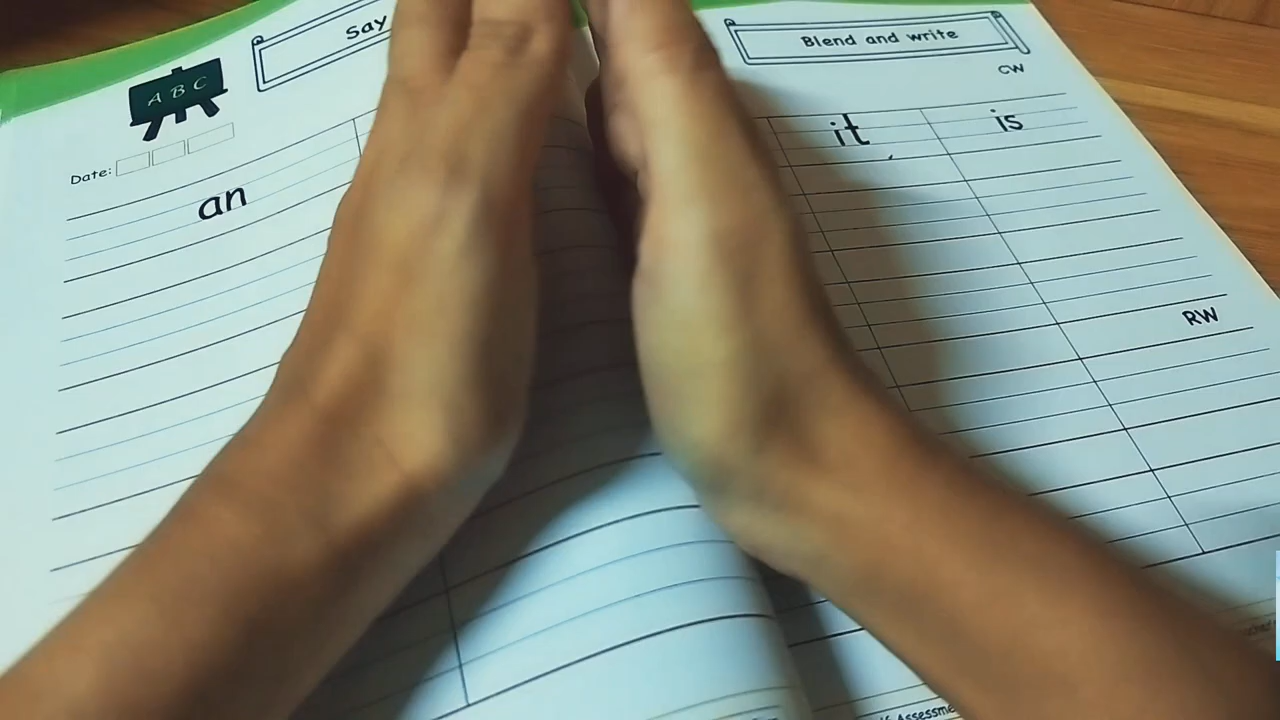 Say
A B C
Date:
an
Blend and write
CW
it is
RW